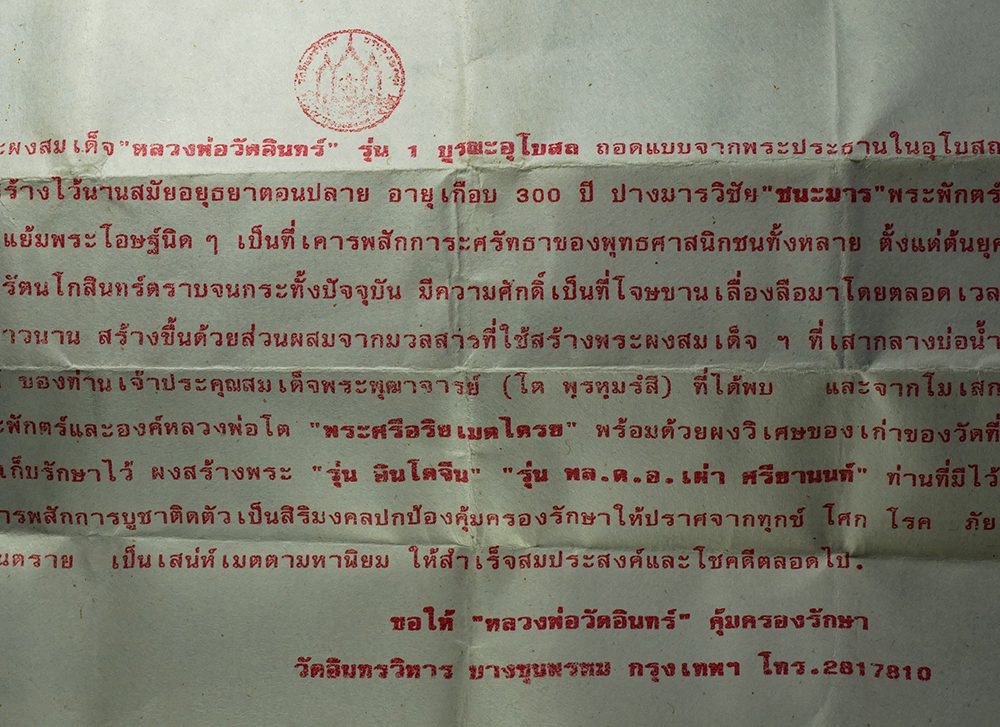 วัดอินทรวิหาร บางขุนพรหม
ะผงสมเด็จ"หลวงพ่อวัดอินทร์" รุ่น 1 บูรณะอุโบสถ ถอดแบบจากพระประธานในอุโบสถ
สร้างไว้นานสมัยอยุธยาตอนปลาย อายุเกือบ 300 ปี ปางมารวิชัย"ชนะมาร"พระพักตร์
แย้มพระโอษฐ์นิด ๆ เป็นที่เคารพสักการะศรัทธาของพุทธศาสนิกชนทั้งหลาย ตั้งแต่ต้นยุค
รัตนโกสินทร์ตราบจนกระทั้งปัจจุบัน มีความศักดิ์เป็นที่โจษขานเลื่องลือมาโดยตลอดเวล
าวนาน สร้างขึ้นด้วยส่วนผสมจากมวลสารที่ใช้สร้างพระผงสมเด็จ ฯ ที่เสากลางบ่อน้ำ
ของท่านเจ้าประคุณสมเด็จพระพุฒาจารย์ (โต พฺรหฺมรํสี) ที่ได้พบ และจากโมเสก
ะพักตร์และองค์หลวงพ่อโต "พระศรีอริยเมตไตรย" พร้อมด้วยผงวิเศษของเก่าของวัดที่
เก็บรักษาไว้ ผงสร้างพระ "รุ่น อินโดจีน" "รุ่น พล.ต.อ.เผ่า ศรียานนท์" ท่านที่มีไว้
ารพสักการบูชาติดตัวเป็นสิริมงคลปกป้องคุ้มครองรักษาให้ปราศจากทุกข์ โศก โรค ภัย
นตราย เป็นเสน่ห์เมตตามหานิยม ให้สำเร็จสมประสงค์และโชคดีตลอดไป.
ขอให้ "หลวงพ่อวัดอินทร์" คุ้มครองรักษา
วัดอินทรวิหาร บางขุนพรหม กรุงเทพฯ โทร.2817810